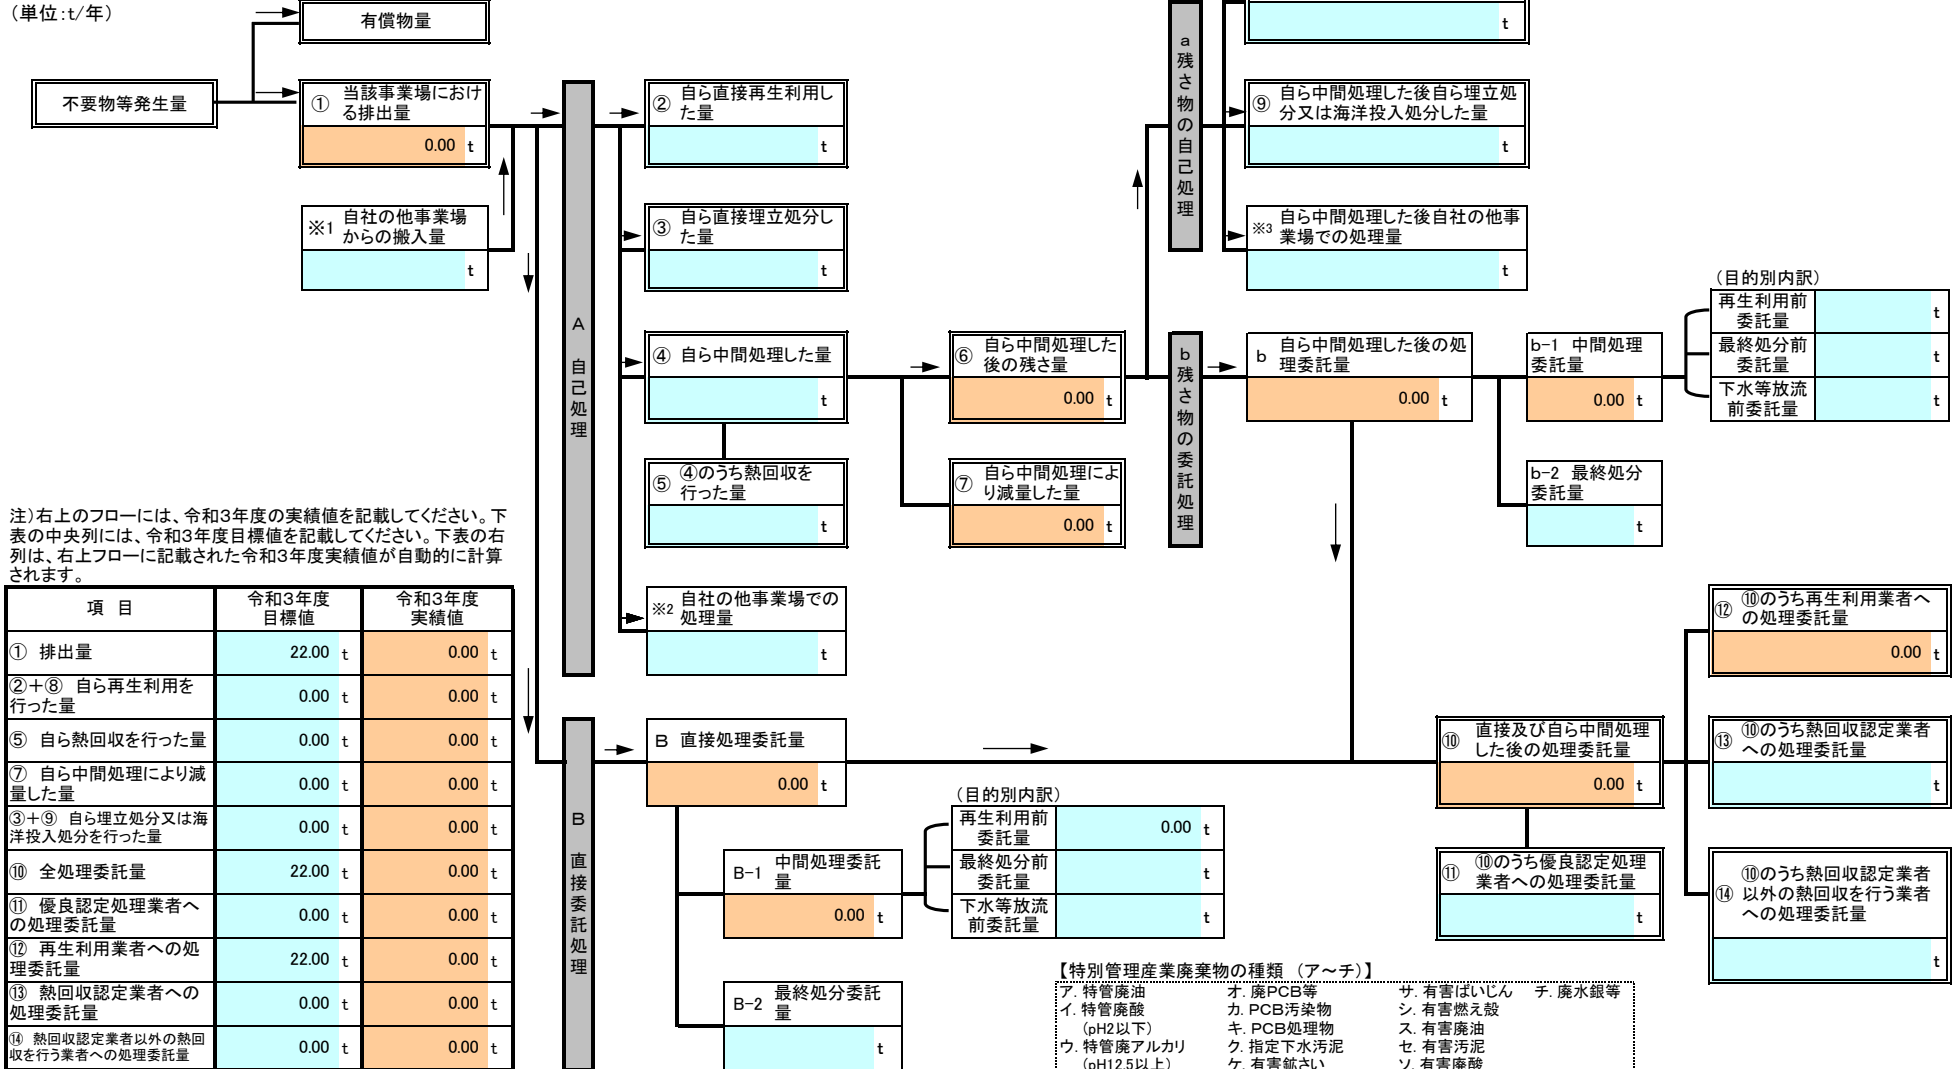 （単位:t/年）
有償物量
不要物等発生量
① 当該事業場におけ
る排出量
0.00 t
※1 自社の他事業場
からの搬入量
t
A 自己処理
② 自ら直接再生利用し
た量
t
③ 自ら直接埋立処分し
た量
t
④ 自ら中間処理した量
t
⑤ ④のうち熱回収を
行った量
t
※2 自社の他事業場での
処理量
t
⑥ 自ら中間処理した
後の残さ量
0.00 t
⑦ 自ら中間処理によ
り減量した量
0.00 t
a 残さ物の自己処理
t
⑨ 自ら中間処理した後自ら埋立処
分又は海洋投入処分した量
t
※3 自ら中間処理した後自社の他事
業場での処理量
t
b 残さ物の委託処理
b 自ら中間処理した後の処
理委託量
0.00 t
b-1 中間処理
委託量
0.00 t
（目的別内訳）
再生利用前
委託量
t
最終処分前
委託量
t
下水等放流
前委託量
t
b-2 最終処分
委託量
t
注）右上のフローには、令和３年度の実績値を記載してください。下
表の中央列には、令和３年度目標値を記載してください。下表の右
列は、右上フローに記載された令和３年度実績値が自動的に計算
されます。
項 目
令和３年度
目標値
令和３年度
実績値
① 排出量
22.00 t 0.00 t
②＋⑧ 自ら再生利用を
行った量
0.00 t 0.00 t
⑤ 自ら熱回収を行った量
0.00 t 0.00 t
⑦ 自ら中間処理により減
量した量
0.00 t 0.00 t
③＋⑨ 自ら埋立処分又は海
洋投入処分を行った量
0.00 t 0.00 t
⑩ 全処理委託量
22.00 t 0.00 t
⑪ 優良認定処理業者へ
の処理委託量
0.00 t 0.00 t
⑫ 再生利用業者への処
理委託量
22.00 t 0.00 t
⑬ 熱回収認定業者への
処理委託量
0.00 t 0.00 t
⑭ 熱回収認定業者以外の熱回
収を行う業者への処理委託量
0.00 t 0.00 t
B 直接委託処理
B 直接処理委託量
0.00 t
B-1 中間処理委託
量
0.00 t
（目的別内訳）
再生利用前
委託量
0.00 t
最終処分前
委託量
t
下水等放流
前委託量
t
B-2 最終処分委託
量
t
⑩ 直接及び自ら中間処理
した後の処理委託量
0.00 t
⑪ ⑩のうち優良認定処理
業者への処理委託量
t
⑫ ⑩のうち再生利用業者へ
の処理委託量
0.00 t
⑬ ⑩のうち熱回収認定業者
への処理委託量
t
⑭ ⑩のうち熱回収認定業者
以外の熱回収を行う業者
への処理委託量
t
【特別管理産業廃棄物の種類 （ア～チ）】
ア. 特管廃油 オ. 廃PCB等 サ. 有害ばいじん チ. 廃水銀等
イ. 特管廃酸 カ. PCB汚染物 シ. 有害燃え殻
（pH2以下） キ. PCB処理物 ス. 有害廃油
ウ. 特管廃アルカリ ク. 指定下水汚泥 セ. 有害汚泥
（pH12.5以上） ケ. 有害鉱さい ソ. 有害廃酸